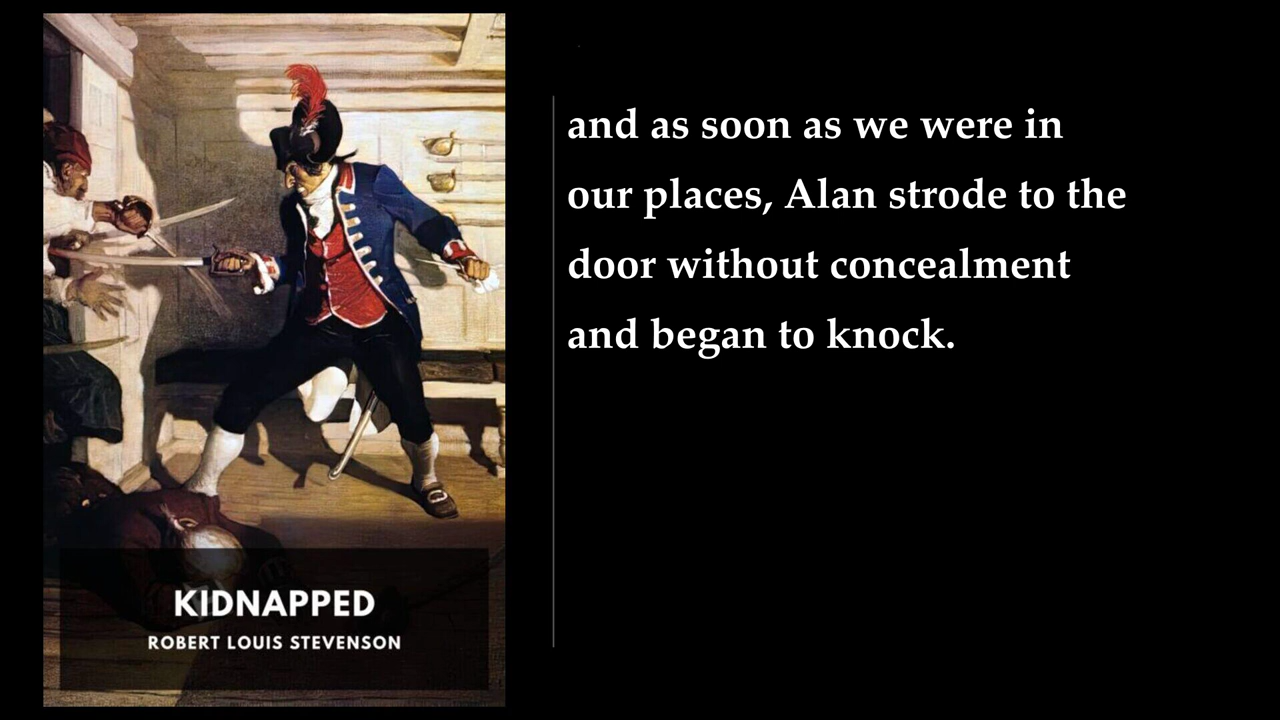 and as soon as we were in
our places, Alan strode to the
door without concealment
and began to knock.
KIDNAPPED
ROBERT LOUIS STEVENSON